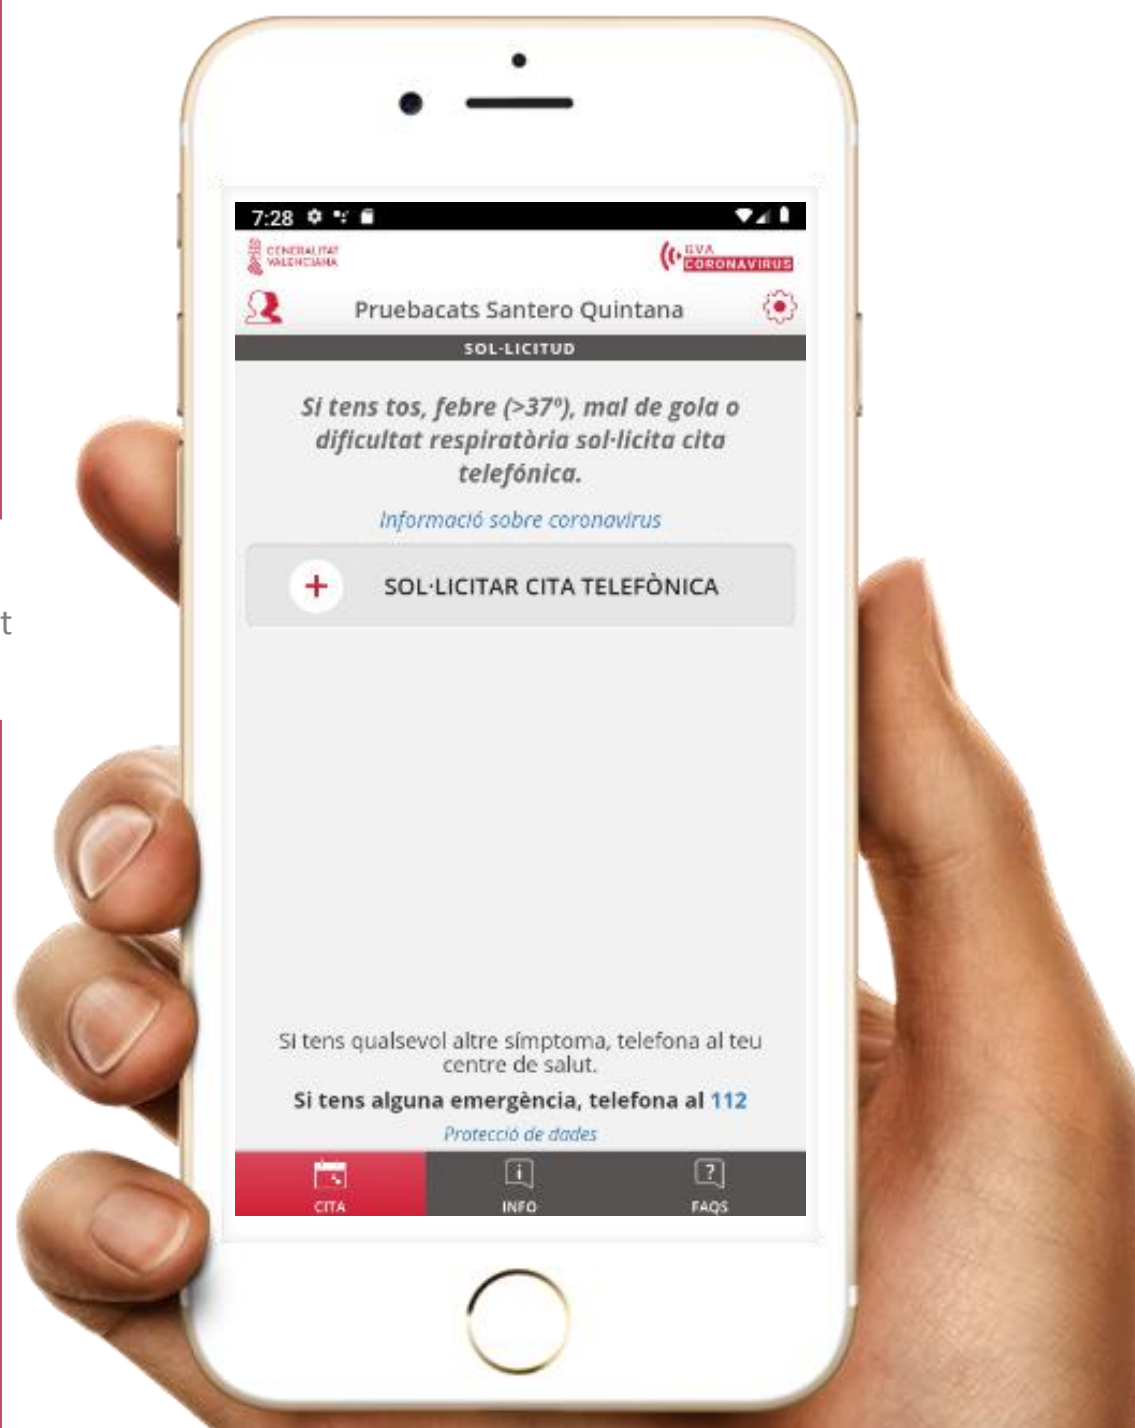 7:28
GENERALITAT
VALENCIANA
GVA
CORONAVIRUS
Pruebacats Santero Quintana
SOL·LICITUD
Si tens tos, febre (>37º), mal de gola o
dificultat respiratòria sol·licita cita
telefónica.
Informació sobre coronavirus
+ SOL·LICITAR CITA TELEFÒNICA
t
Si tens qualsevol altre símptoma, telefona al teu
centre de salut.
Si tens alguna emergència, telefona al 112
Protecció de dades
CITA
INFO
FAQS